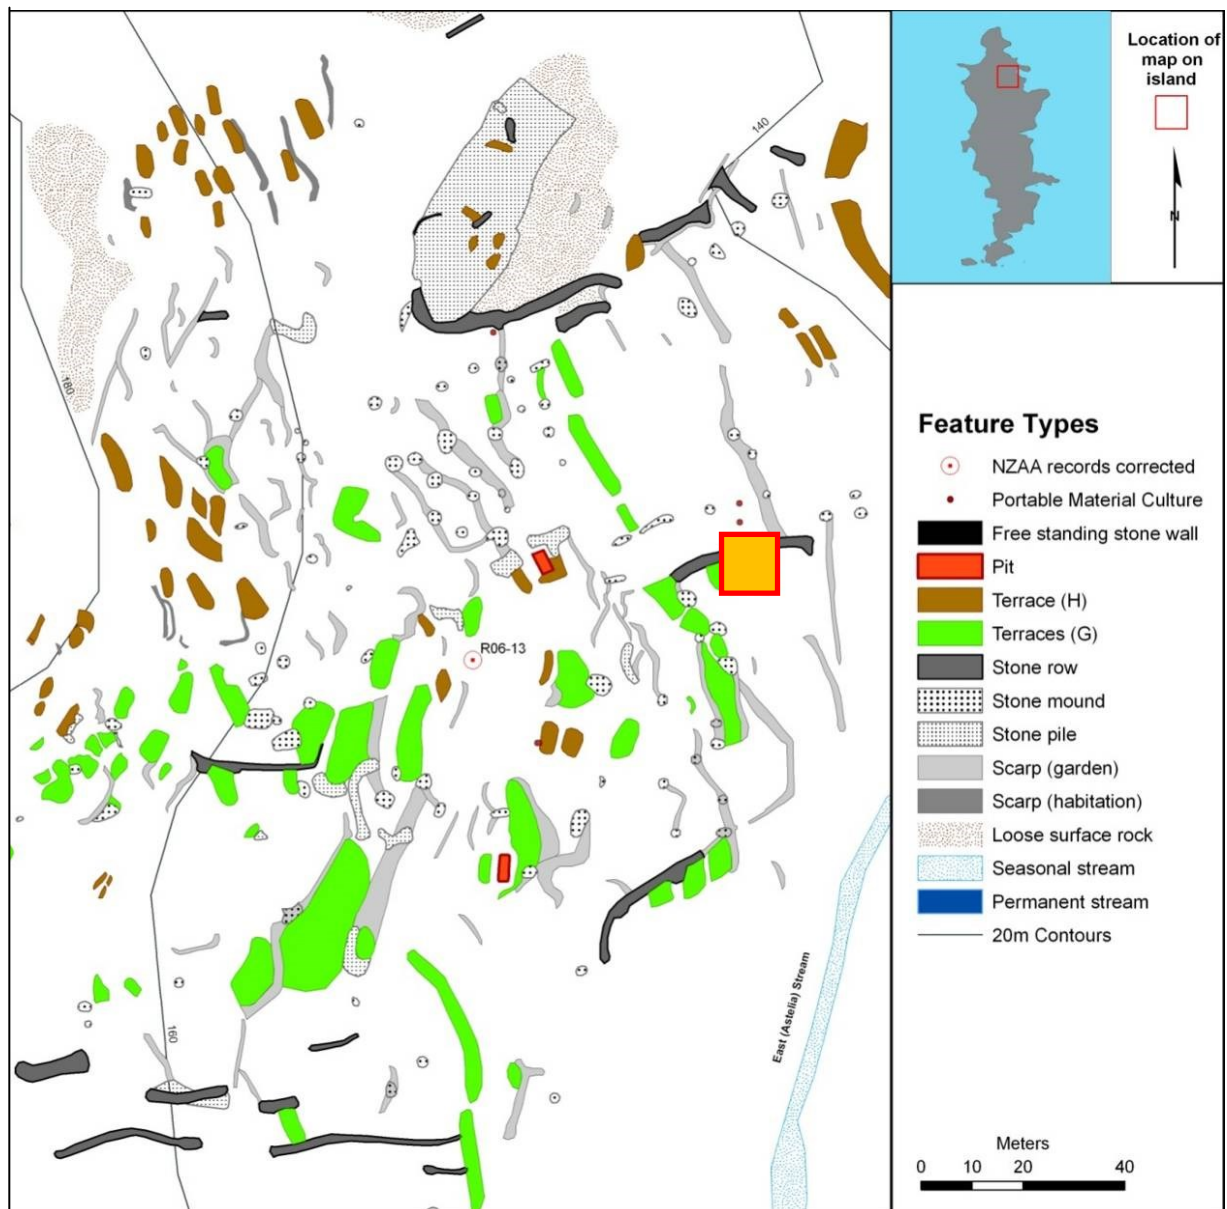 140
180
R06-13
160
East (Astelia) Stream
Location of
map on
island
N
Feature Types
NZAA records corrected
Portable Material Culture
Free standing stone wall
Pit
Terrace (H)
Terraces (G)
Stone row
Stone mound
Stone pile
Scarp (garden)
Scarp (habitation)
Loose surface rock
Seasonal stream
Permanent stream
20m Contours
Meters
0 10 20 40